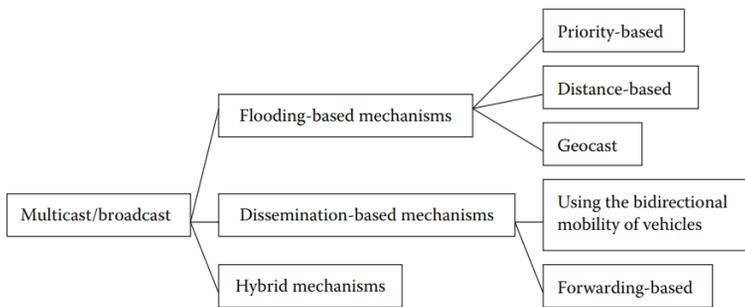 Multicast/broadcast
Flooding-based mechanisms
Priority-based
Distance-based
Geocast
Dissemination-based mechanisms
Using the bidirectional
mobility of vehicles
Forwarding-based
Hybrid mechanisms